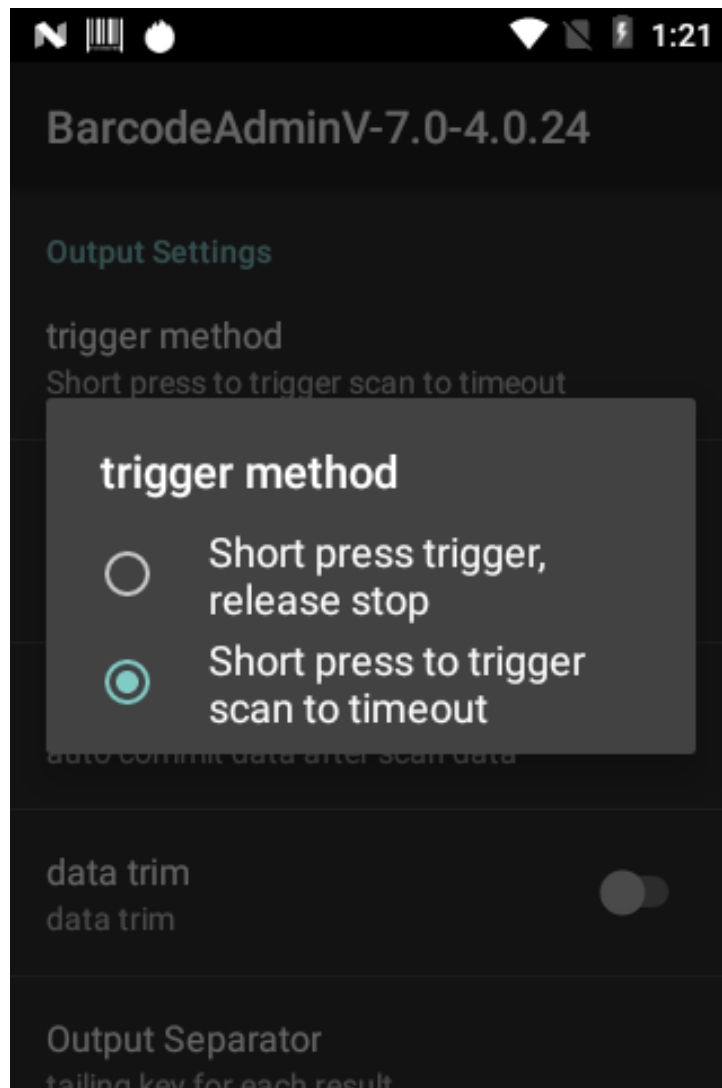 1:21
BarcodeAdminV-7.0-4.0.24
Output Settings
trigger method
Short press to trigger scan to timeout
trigger method
Short press trigger,
release stop
Short press to trigger
scan to timeout
auto commit data after scan data
data trim
data trim
Output Separator
tailing key for each result